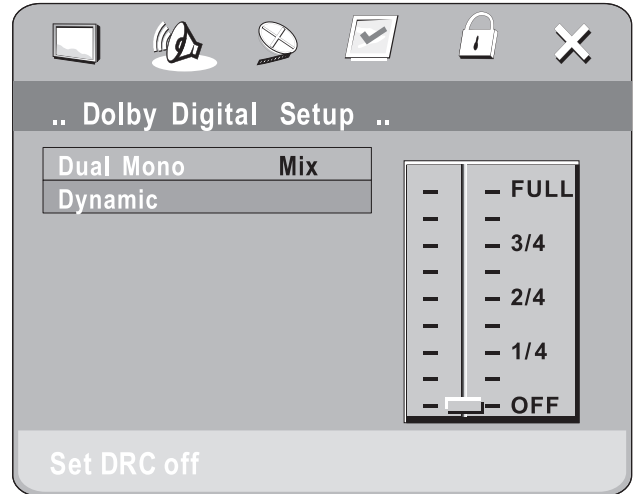 .. Dolby Digital Setup ..
Dual Mono Mix
Dynamic
FULL
3/4
2/4
1/4
OFF
Set DRC off